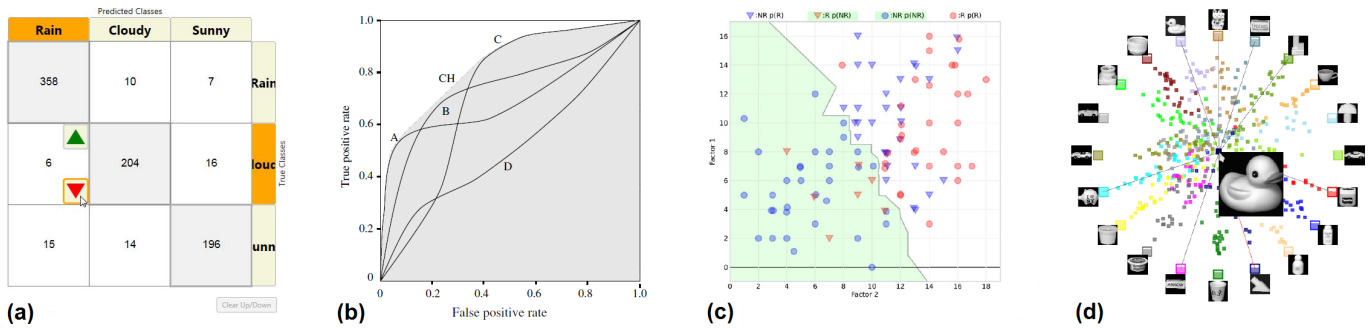 Predicted Classes
Rain Cloudy Sunny
358 10 7 Rain
6 204 16 loud
15 14 196 unn
True Classes
Clear Up/Down
(a)
True positive rate
1.0
0.8
0.6
0.4
0.2
0
0 0.2 0.4 0.6 0.8 1.0
False positive rate
C
CH
B
A
D
(b)
:NR p(R) :R p(NR) :NR p(NR) :R p(R)
Factor 1
16
14
12
10
8
6
4
2
0
0 2 4 6 8 10 12 14 16 18
Factor 2
(c)
(d)